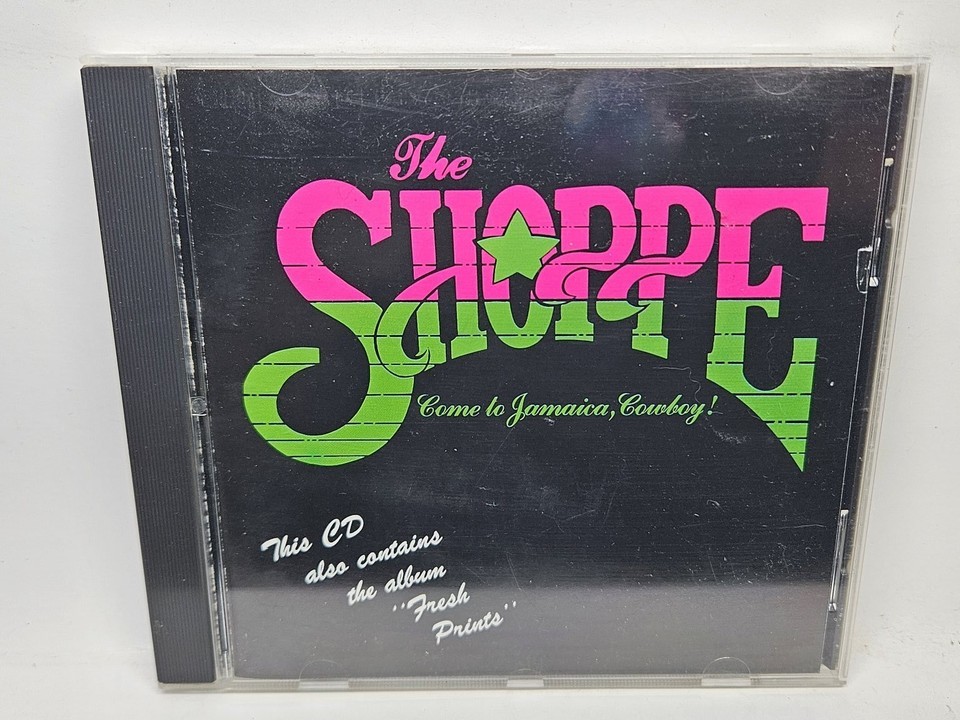 The
SHOPPE
Come to Jamaica, Cowboy!
This CD
also contains
the album
"Fresh
Prints"